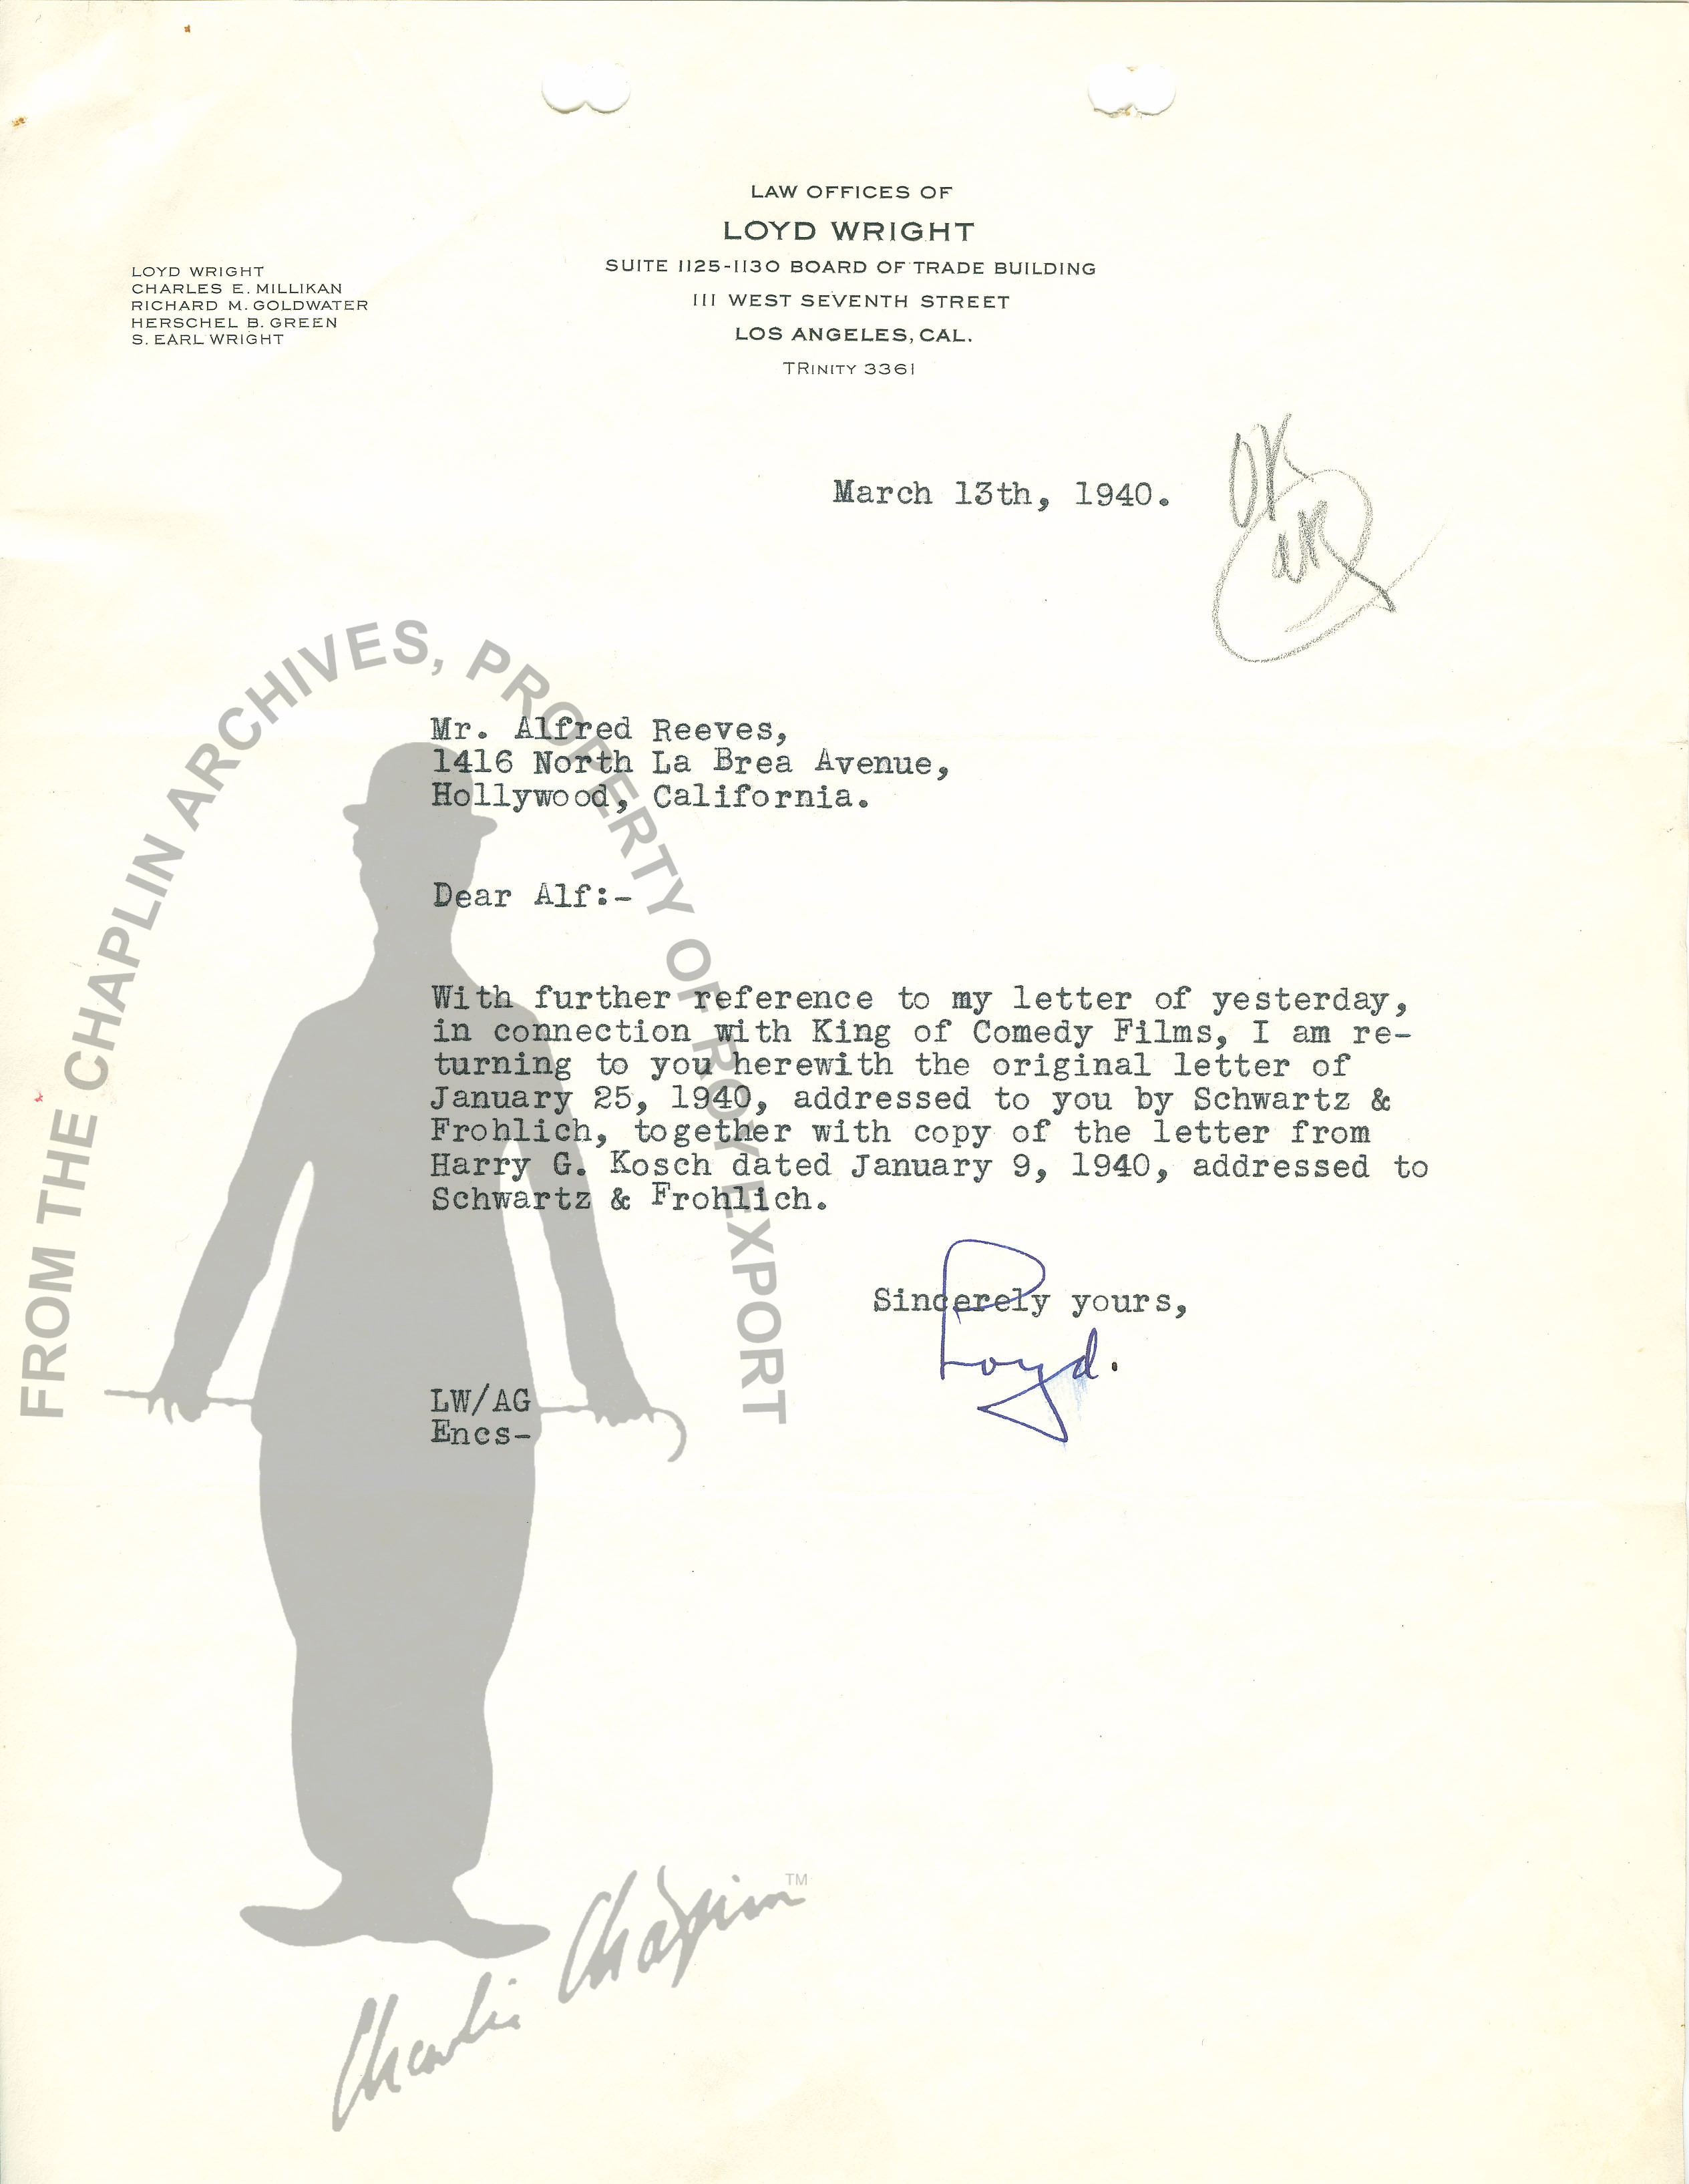 LAW OFFICES OF
LOYD WRIGHT
SUITE 1125-1130 BOARD OF TRADE BUILDING
111 WEST SEVENTH STREET
LOS ANGELES, CAL.
TRINITY 3361
LOYD WRIGHT
CHARLES E. MILLIKAN
RICHARD M. GOLDWATER
HERSCHEL B. GREEN
S. EARL WRIGHT
March 13th, 1940.
OK
AR
Mr. Alfred Reeves,
1416 North La Brea Avenue,
Hollywood, California.
Dear Alf:-
With further reference to my letter of yesterday,
in connection with King of Comedy Films, I am re-
turning to you herewith the original letter of
January 25, 1940, addressed to you by Schwartz &
Frohlich, together with copy of the letter from
Harry G. Kosch dated January 9, 1940, addressed to
Schwartz & Frohlich.
Sincerely yours,
Loyd.
LW/AG
Encs-
FROM THE CHAPLIN ARCHIVES, PROPERTY OF ROY EXPORT
Charlie Chaplin TM